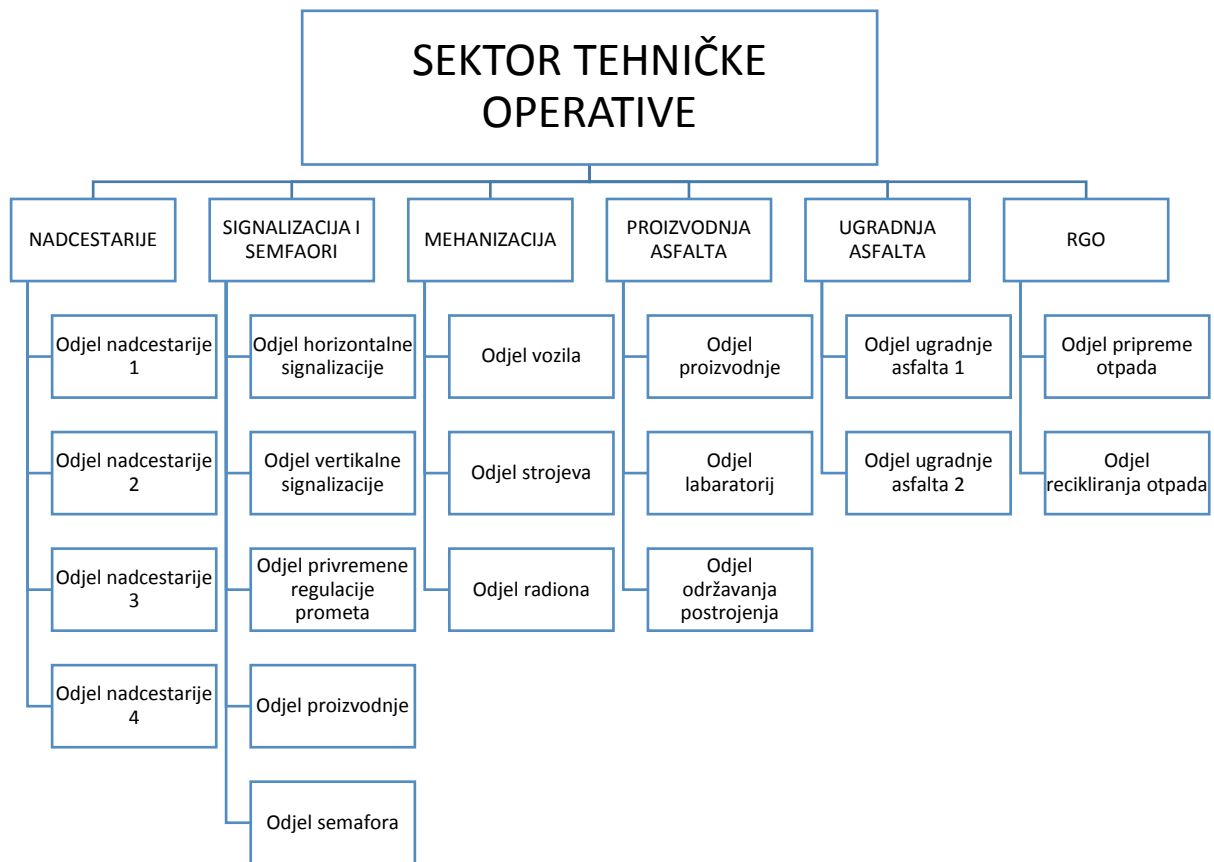 SEKTOR TEHNIČKE
OPERATIVE
NADCESTARIJE
SIGNALIZACIJA I
SEMFAORI
MEHANIZACIJA
PROIZVODNJA
ASFALTA
UGRADNJA
ASFALTA
RGO
Odjel nadcestarije
1
Odjel horizontalne
signalizacije
Odjel vozila
Odjel
proizvodnje
Odjel ugradnje
asfalta 1
Odjel pripreme
otpada
Odjel nadcestarije
2
Odjel vertikalne
signalizacije
Odjel strojeva
Odjel
labaratorij
Odjel ugradnje
asfalta 2
Odjel
recikliranja otpada
Odjel nadcestarije
3
Odjel privremene
regulacije
prometa
Odjel radiona
Odjel
održavanja
postrojenja
Odjel nadcestarije
4
Odjel proizvodnje
Odjel semafora